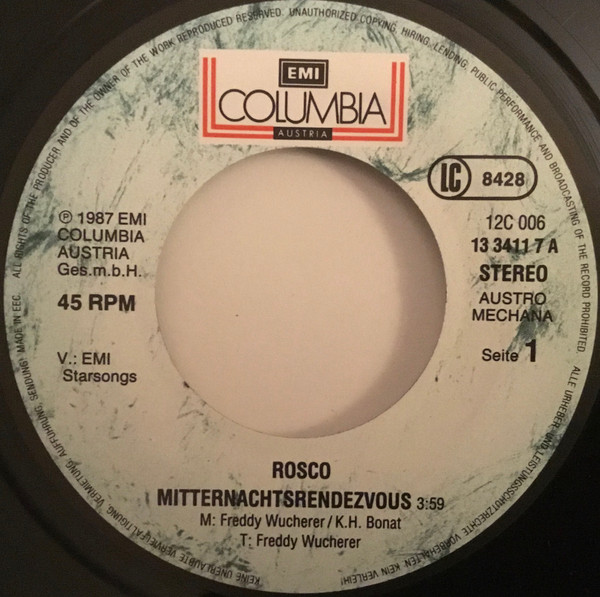 ALL RIGHTS OF THE PRODUCER AND OF THE OWNER OF THE WORK REPRODUCED RESERVED. UNAUTHORIZED COPYING, HIRING, LENDING, PUBLIC PERFORMANCE AND BROADCASTING OF THE RECORD PROHIBITED.
EMI
COLUMBIA
AUSTRIA
LC 8428
℗ 1987 EMI
COLUMBIA
AUSTRIA
Ges.m.b.H.
45 RPM
V.: EMI
Starsongs
12C 006
13 3411 7 A
STEREO
AUSTRO
MECHANA
Seite 1
ROSCO
MITTERNACHTSRENDEZVOUS 3:59
M: Freddy Wucherer / K.H. Bonat
T: Freddy Wucherer
ALLE URHEBER- UND LEISTUNGSSCHUTZRECHTE VORBEHALTEN. KEIN VERLEIH!
KEINE UNERLAUBTE VERVIELFÄLTIGUNG, VERMIETUNG, AUFFÜHRUNG, SENDUNG! MADE IN EEC.